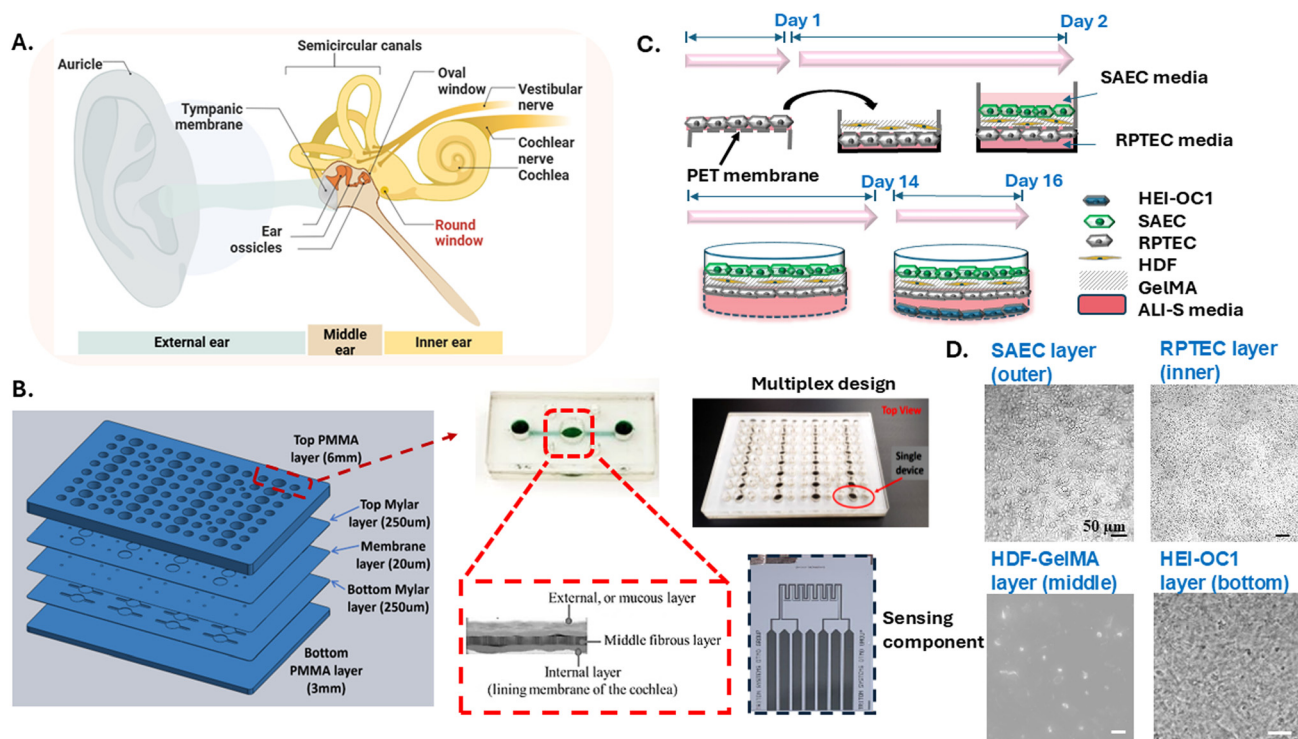 A.
Semicircular canals
Auricle
Oval
window
Vestibular
nerve
Tympanic
membrane
Cochlear
nerve
Cochlea
Ear
ossicles
Round
window
External ear
Middle
ear
Inner ear
B.
Top PMMA
layer (6mm)
Top Mylar
layer (250um)
Membrane
layer (20um)
Bottom Mylar
layer (250um)
Bottom
PMMA layer
(3mm)
Multiplex design
Top View
Single
device
External, or mucous layer
Middle fibrous layer
Internal layer
(lining membrane of the cochlea)
Sensing
component
C.
Day 1
Day 2
SAEC media
RPTEC media
PET membrane
Day 14
Day 16
HEI-OC1
SAEC
RPTEC
HDF
GelMA
ALI-S media
D.
SAEC layer
(outer)
RPTEC layer
(inner)
50 μm
HDF-GelMA
layer (middle)
HEI-OC1
layer (bottom)